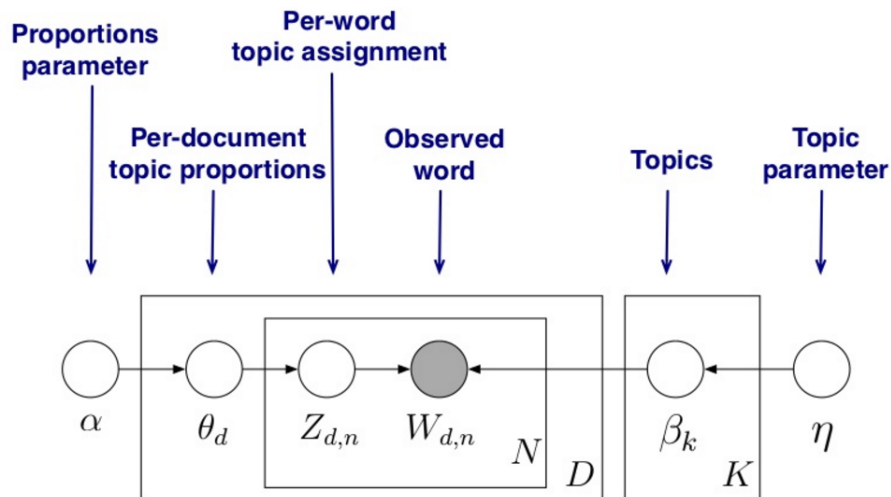 Proportions
parameter
Per-word
topic assignment
Per-document
topic proportions
Observed
word
Topics
Topic
parameter
α
θd
Zd,n
Wd,n
N
D
βk
K
η